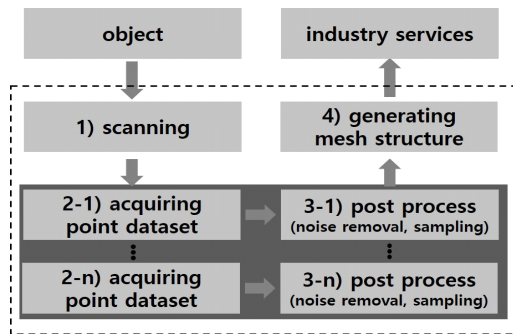 object
industry services
1) scanning
4) generating
mesh structure
2-1) acquiring
point dataset
3-1) post process
(noise removal, sampling)
2-n) acquiring
point dataset
3-n) post process
(noise removal, sampling)